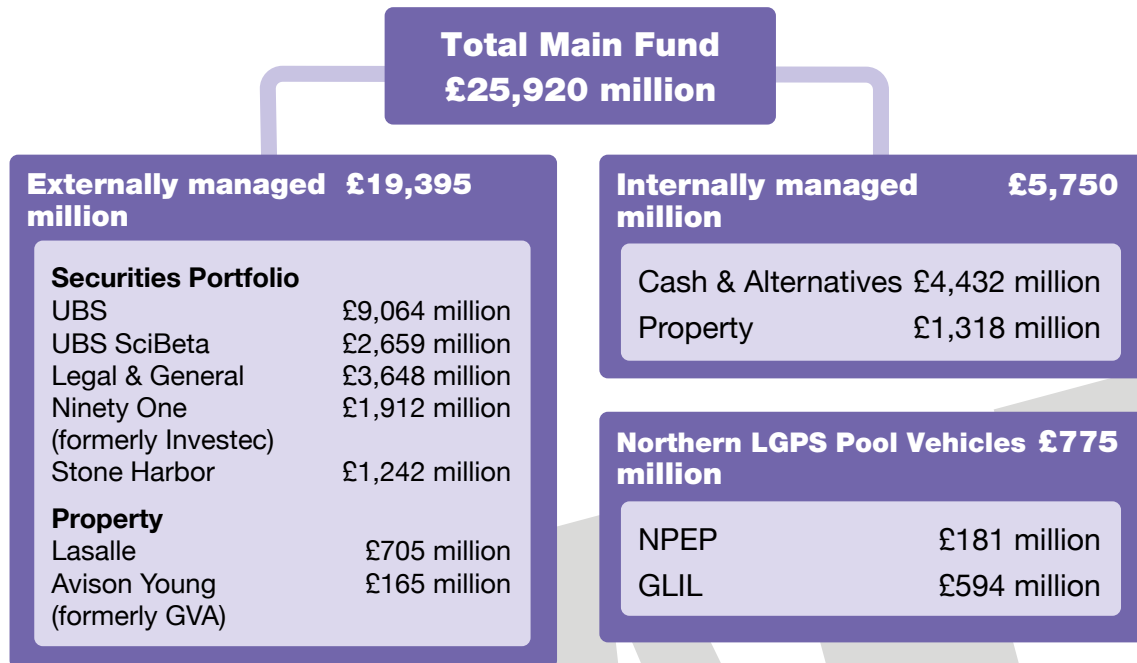 Total Main Fund
£25,920 million
Externally managed £19,395
million
Securities Portfolio
UBS £9,064 million
UBS SciBeta £2,659 million
Legal & General £3,648 million
Ninety One £1,912 million
(formerly Investec)
Stone Harbor £1,242 million
Property
Lasalle £705 million
Avison Young £165 million
(formerly GVA)
Internally managed £5,750
million
Cash & Alternatives £4,432 million
Property £1,318 million
Northern LGPS Pool Vehicles £775
million
NPEP £181 million
GLIL £594 million